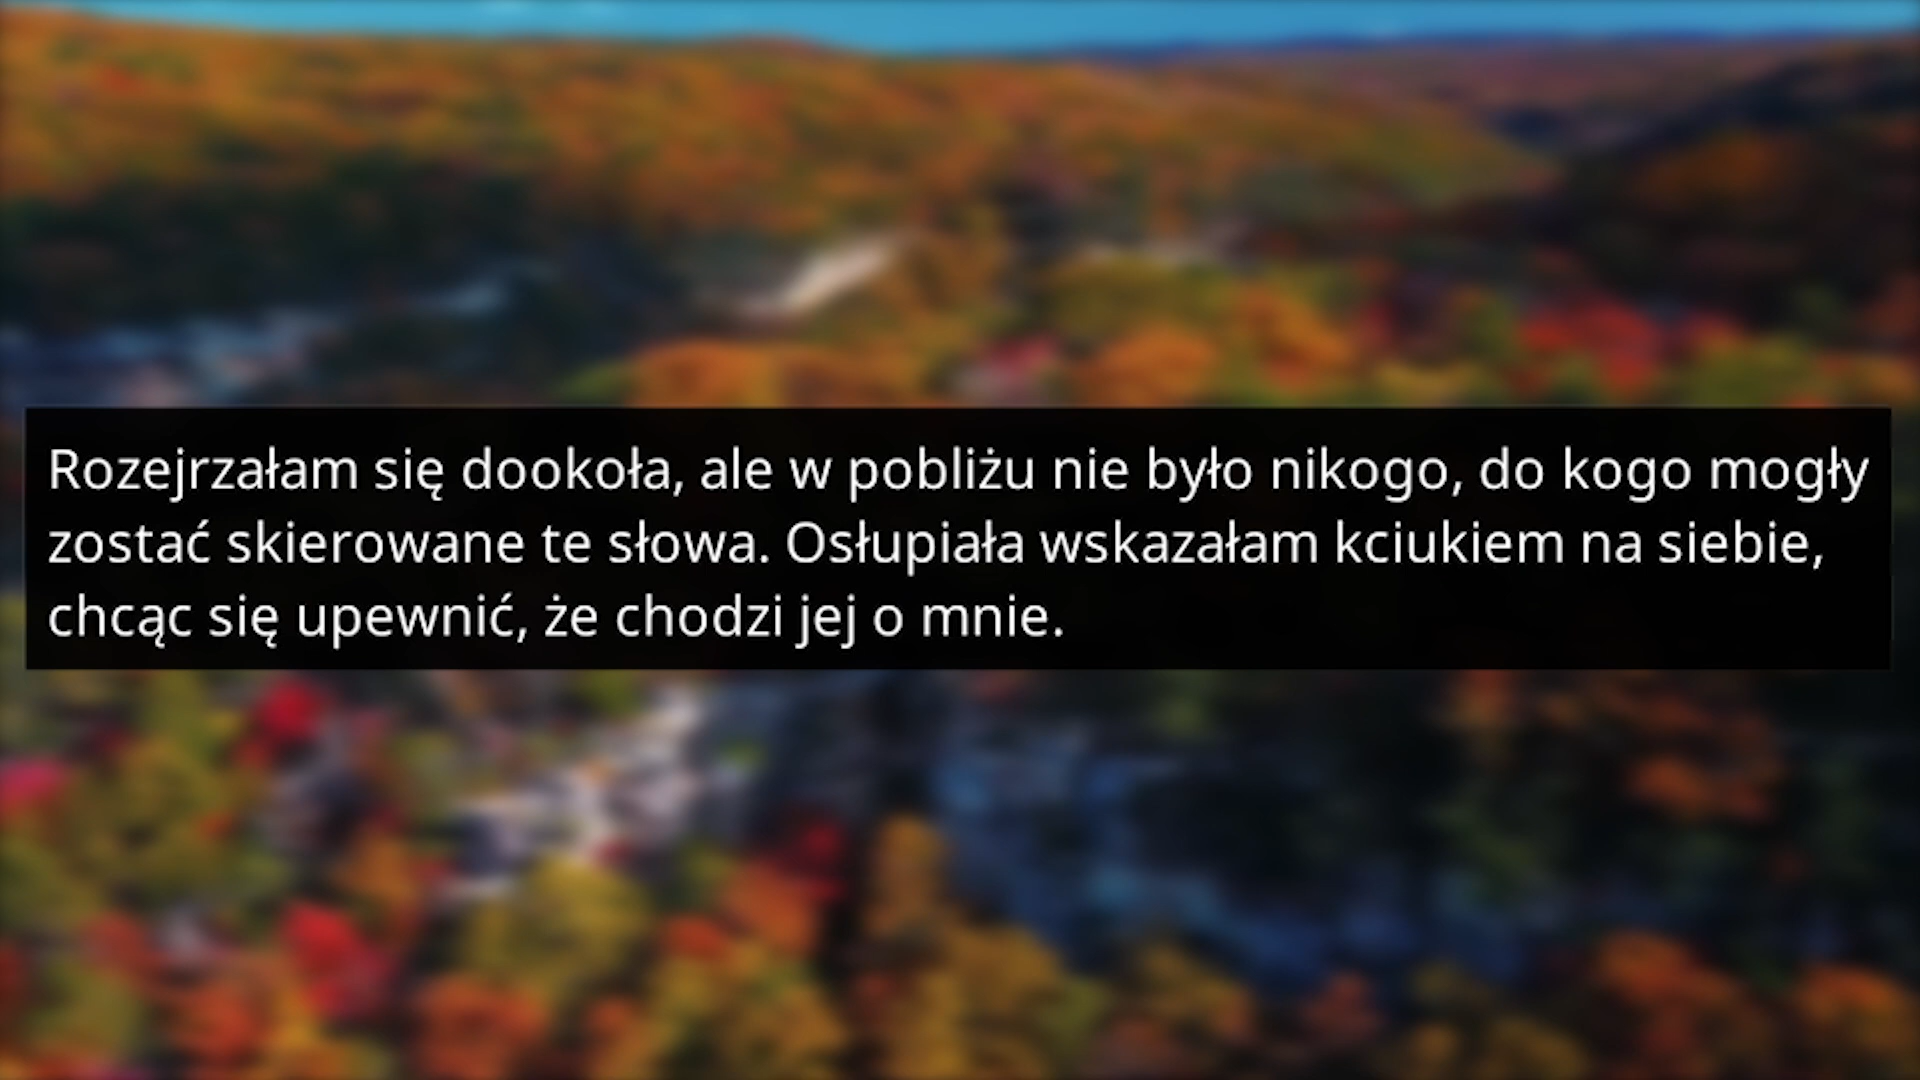 Rozejrzałam się dookoła, ale w pobliżu nie było nikogo, do kogo mogły
zostać skierowane te słowa. Osłupiała wskazałam kciukiem na siebie,
chcąc się upewnić, że chodzi jej o mnie.